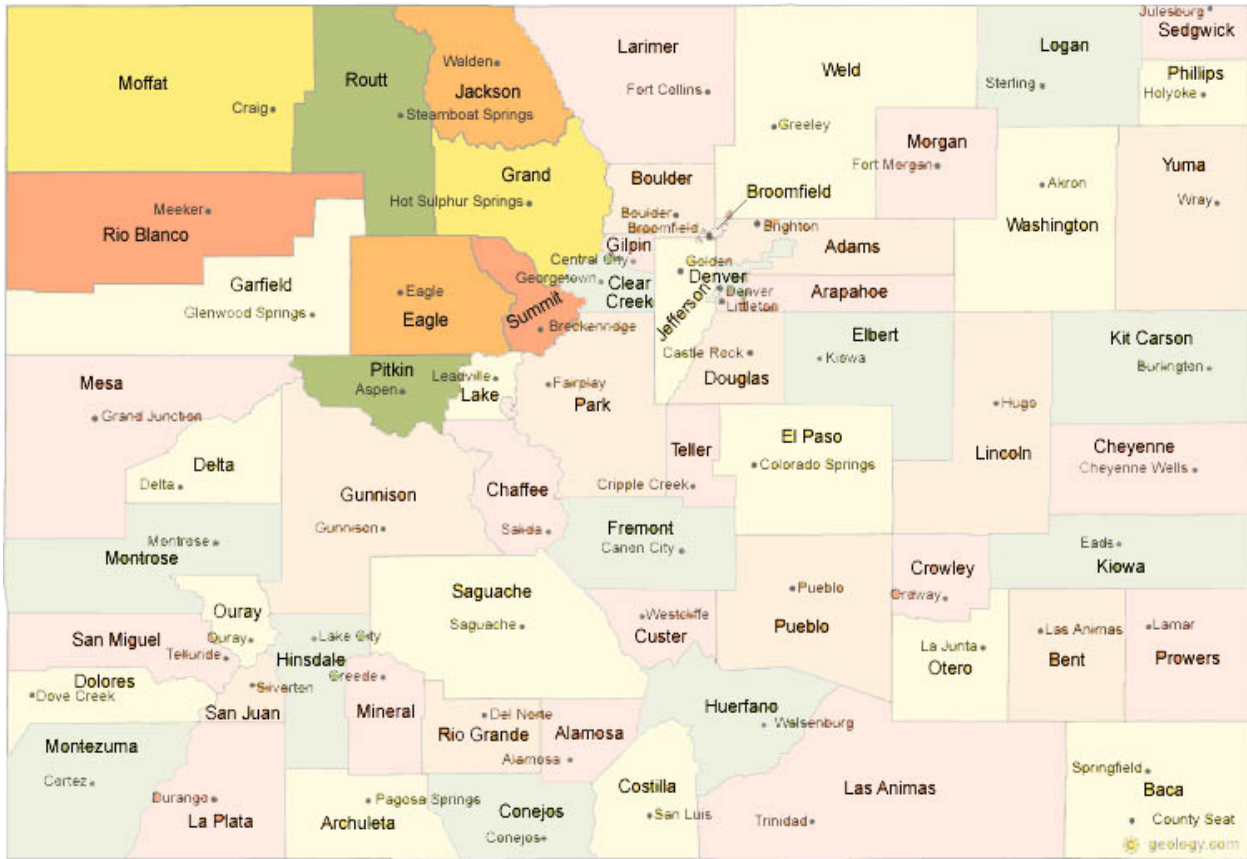 Julesburg
Sedgwick
Larimer
Logan
Weld
Moffat
Routt
Walden
Jackson
Phillips
Craig
Steamboat Springs
Fort Collins
Sterling
Holyoke
Greeley
Morgan
Fort Morgan
Yuma
Grand
Boulder
Broomfield
Akron
Wray
Hot Sulphur Springs
Meeker
Rio Blanco
Boulder
Broomfield
Brighton
Washington
Gilpin
Adams
Central City
Golden
Georgetown
Clear
Creek
Denver
Denver
Littleton
Arapahoe
Garfield
Glenwood Springs
Eagle
Eagle
Summit
Breckenridge
Jefferson
Elbert
Kiowa
Kit Carson
Burlington
Castle Rock
Douglas
Mesa
Grand Junction
Pitkin
Aspen
Leadville
Lake
Fairplay
Park
Hugo
Lincoln
Teller
El Paso
Colorado Springs
Cheyenne
Cheyenne Wells
Delta
Delta
Gunnison
Gunnison
Chaffee
Salida
Cripple Creek
Fremont
Canon City
Montrose
Montrose
Eads
Kiowa
Crowley
Ordway
Saguache
Saguache
Ouray
Ouray
Pueblo
Pueblo
Westcliffe
Custer
San Miguel
Telluride
Lake City
Hinsdale
Creede
La Junta
Otero
Las Animas
Bent
Lamar
Prowers
Dolores
Dove Creek
Silverton
San Juan
Mineral
Del Norte
Rio Grande
Alamosa
Alamosa
Huerfano
Walsenburg
Montezuma
Cortez
Durango
La Plata
Pagosa Springs
Archuleta
Conejos
Conejos
Costilla
San Luis
Las Animas
Trinidad
Springfield
Baca
County Seat
geology.com